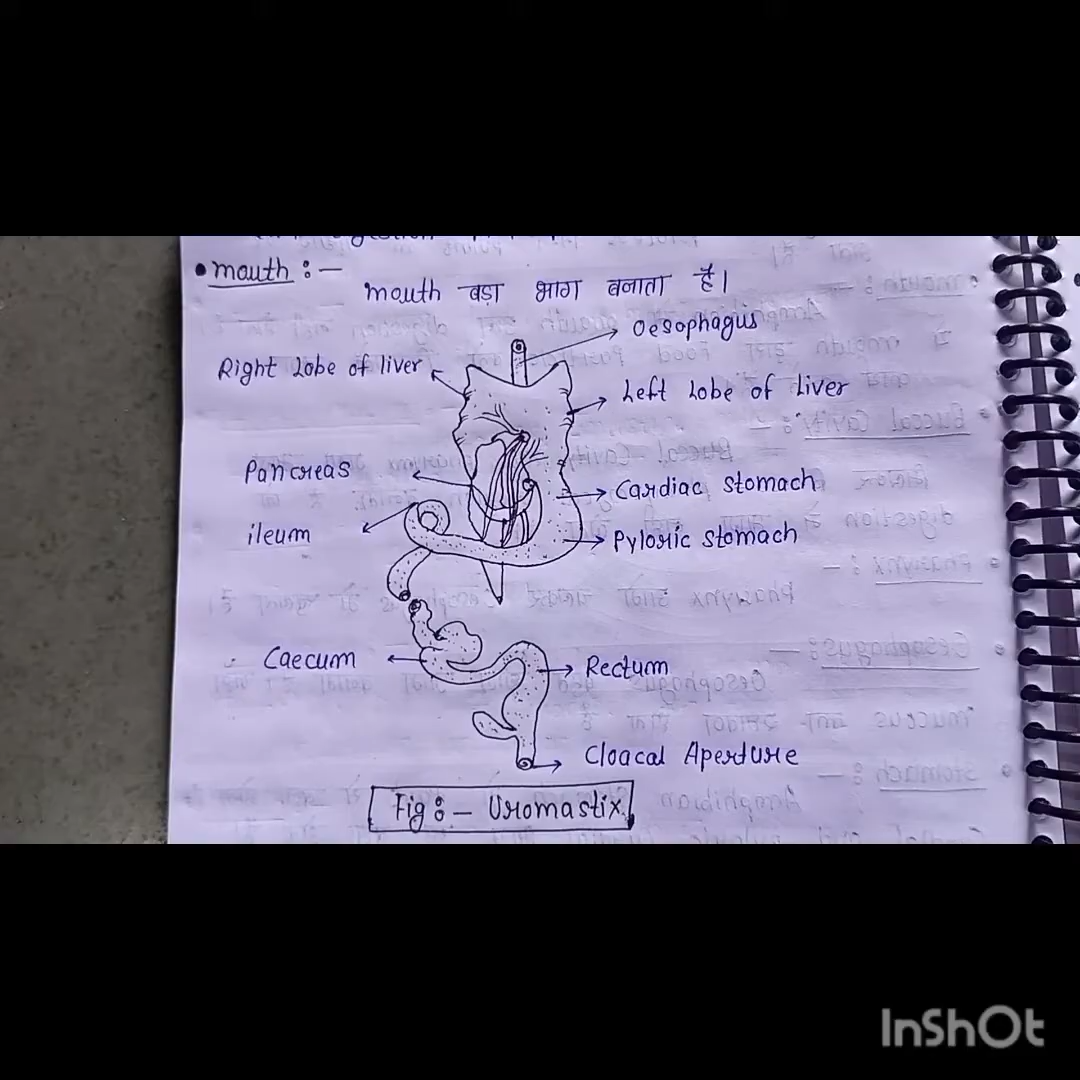 • mouth :-
mouth बड़ा भाग बनाता है।
Oesophagus
Right Lobe of liver
Left Lobe of Liver
Pancreas
Cardiac stomach
ileum
Pyloric stomach
Caecum
Rectum
Cloacal Aperture
Fig :- Uromastix
InShOt